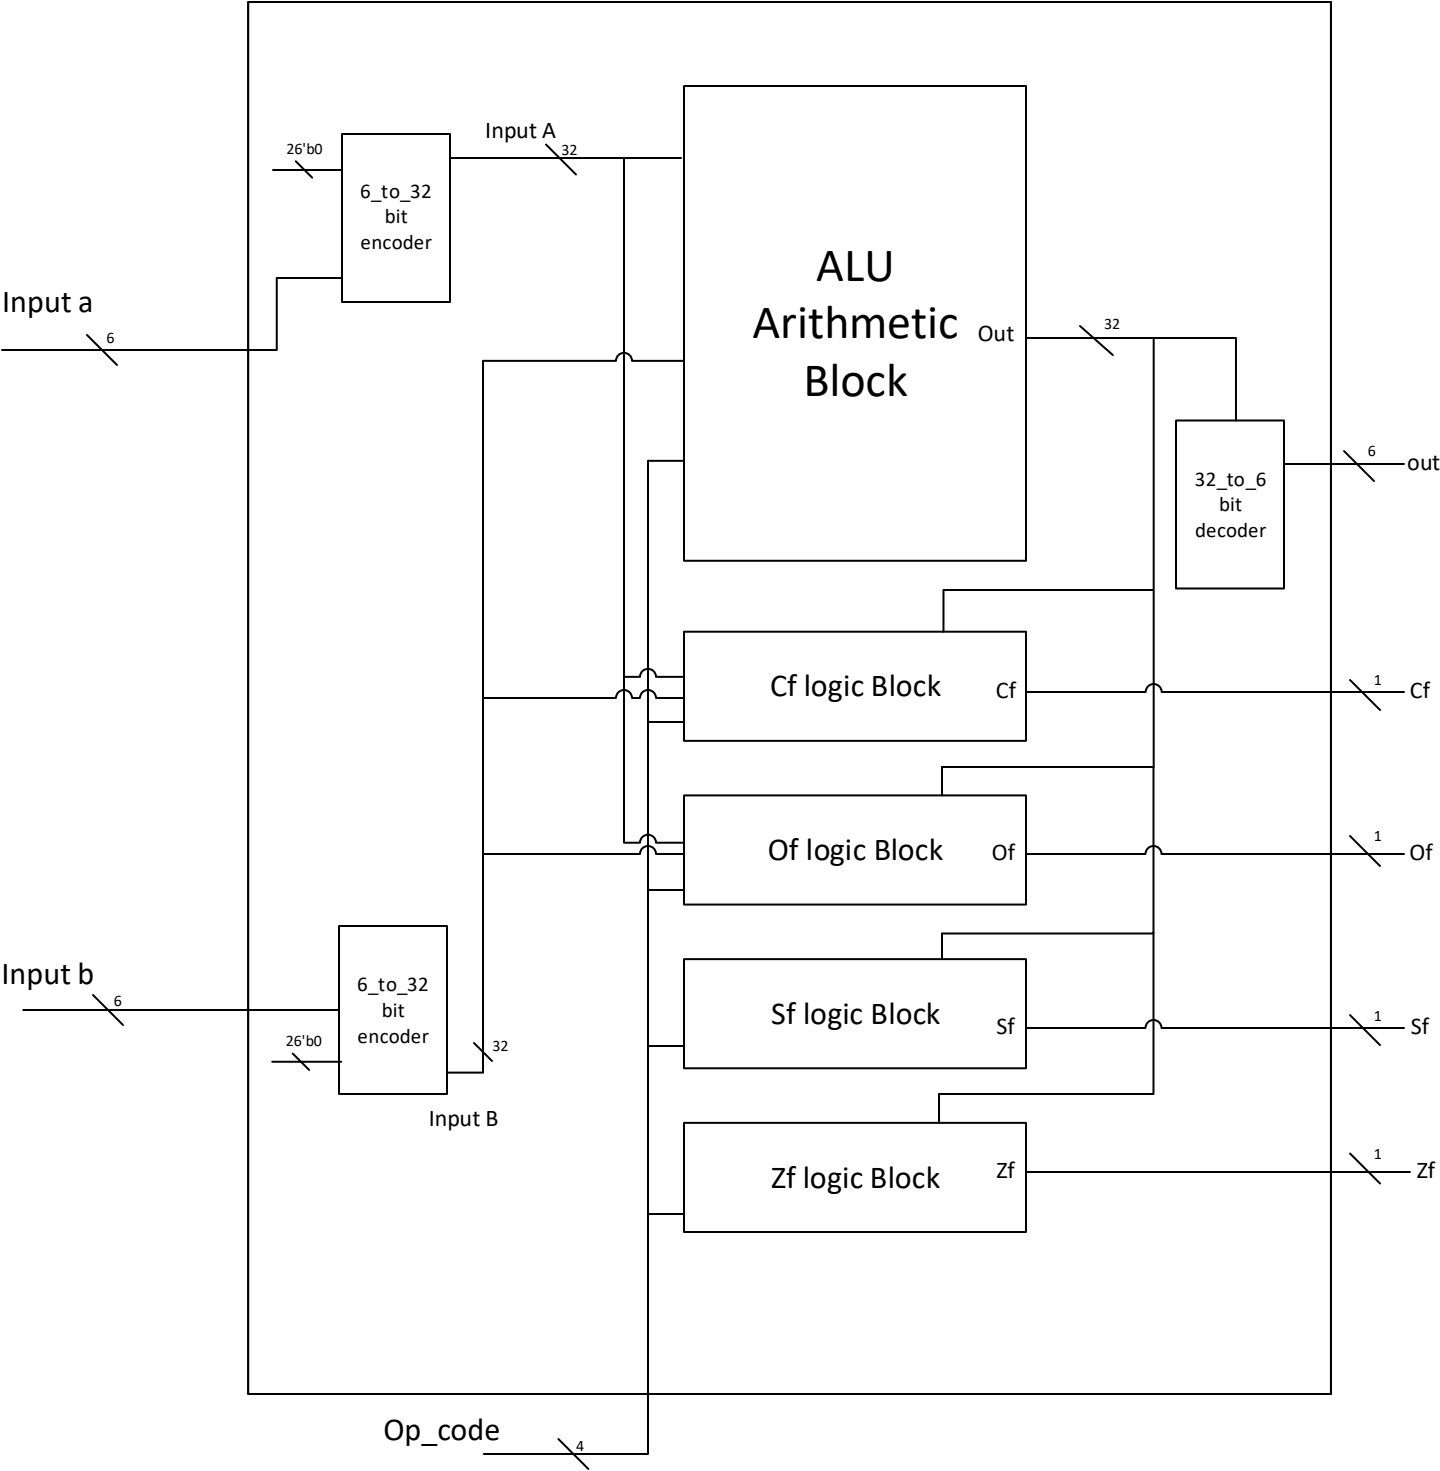 Input A
32
26'b0
6_to_32
bit
encoder
Input a
6
ALU
Arithmetic
Block
Out
32
32_to_6
bit
decoder
6
out
Cf logic Block
Cf
1
Cf
Of logic Block
Of
1
Of
Input b
6
6_to_32
bit
encoder
26'b0
32
Input B
Sf logic Block
Sf
1
Sf
Zf logic Block
Zf
1
Zf
Op_code
4